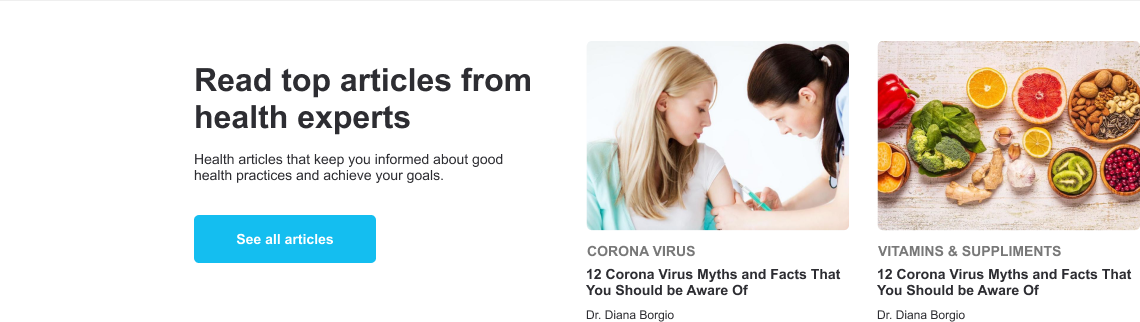 Read top articles from
health experts
Health articles that keep you informed about good
health practices and achieve your goals.
See all articles
CORONA VIRUS
12 Corona Virus Myths and Facts That
You Should be Aware Of
Dr. Diana Borgio
VITAMINS & SUPPLIMENTS
12 Corona Virus Myths and Facts That
You Should be Aware Of
Dr. Diana Borgio